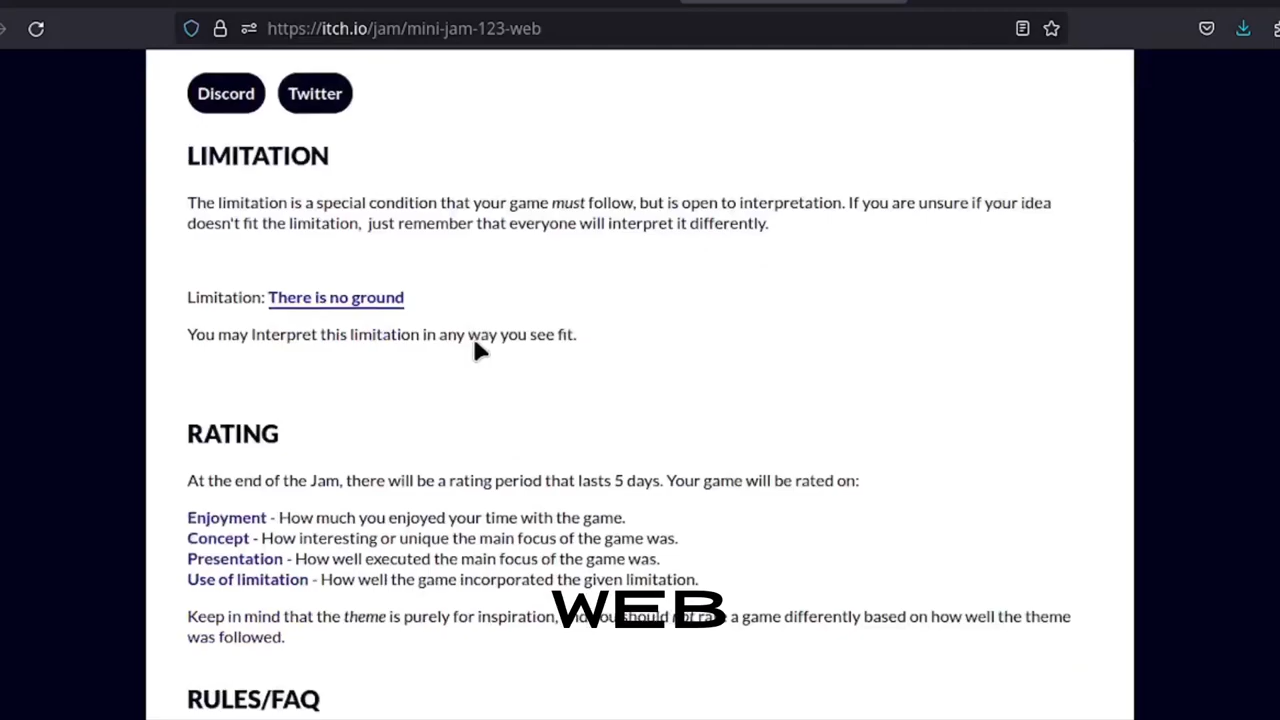 https://itch.io/jam/mini-jam-123-web
Discord Twitter
LIMITATION
The limitation is a special condition that your game must follow, but is open to interpretation. If you are unsure if your idea
doesn't fit the limitation, just remember that everyone will interpret it differently.
Limitation: There is no ground
You may Interpret this limitation in any way you see fit.
RATING
At the end of the Jam, there will be a rating period that lasts 5 days. Your game will be rated on:
Enjoyment - How much you enjoyed your time with the game.
Concept - How interesting or unique the main focus of the game was.
Presentation - How well executed the main focus of the game was.
Use of limitation - How well the game incorporated the given limitation.
WEB
Keep in mind that the theme is purely for inspiration, should a game differently based on how well the theme
was followed.
RULES/FAQ